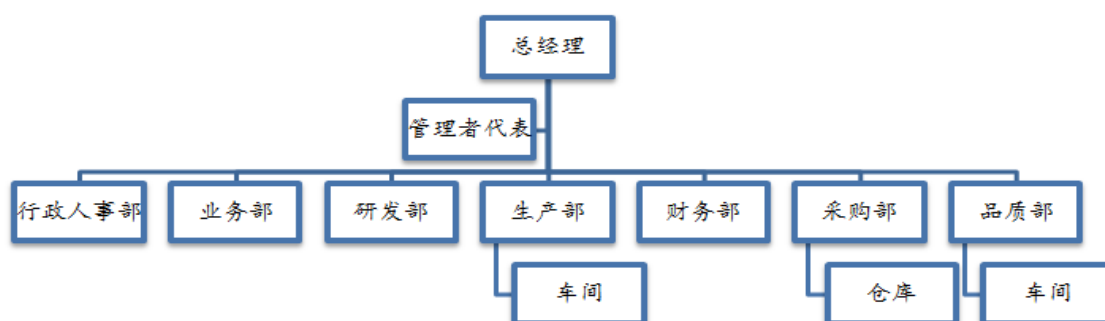 总经理
管理者代表
行政人事部
业务部
研发部
生产部
财务部
采购部
品质部
车间
仓库
车间